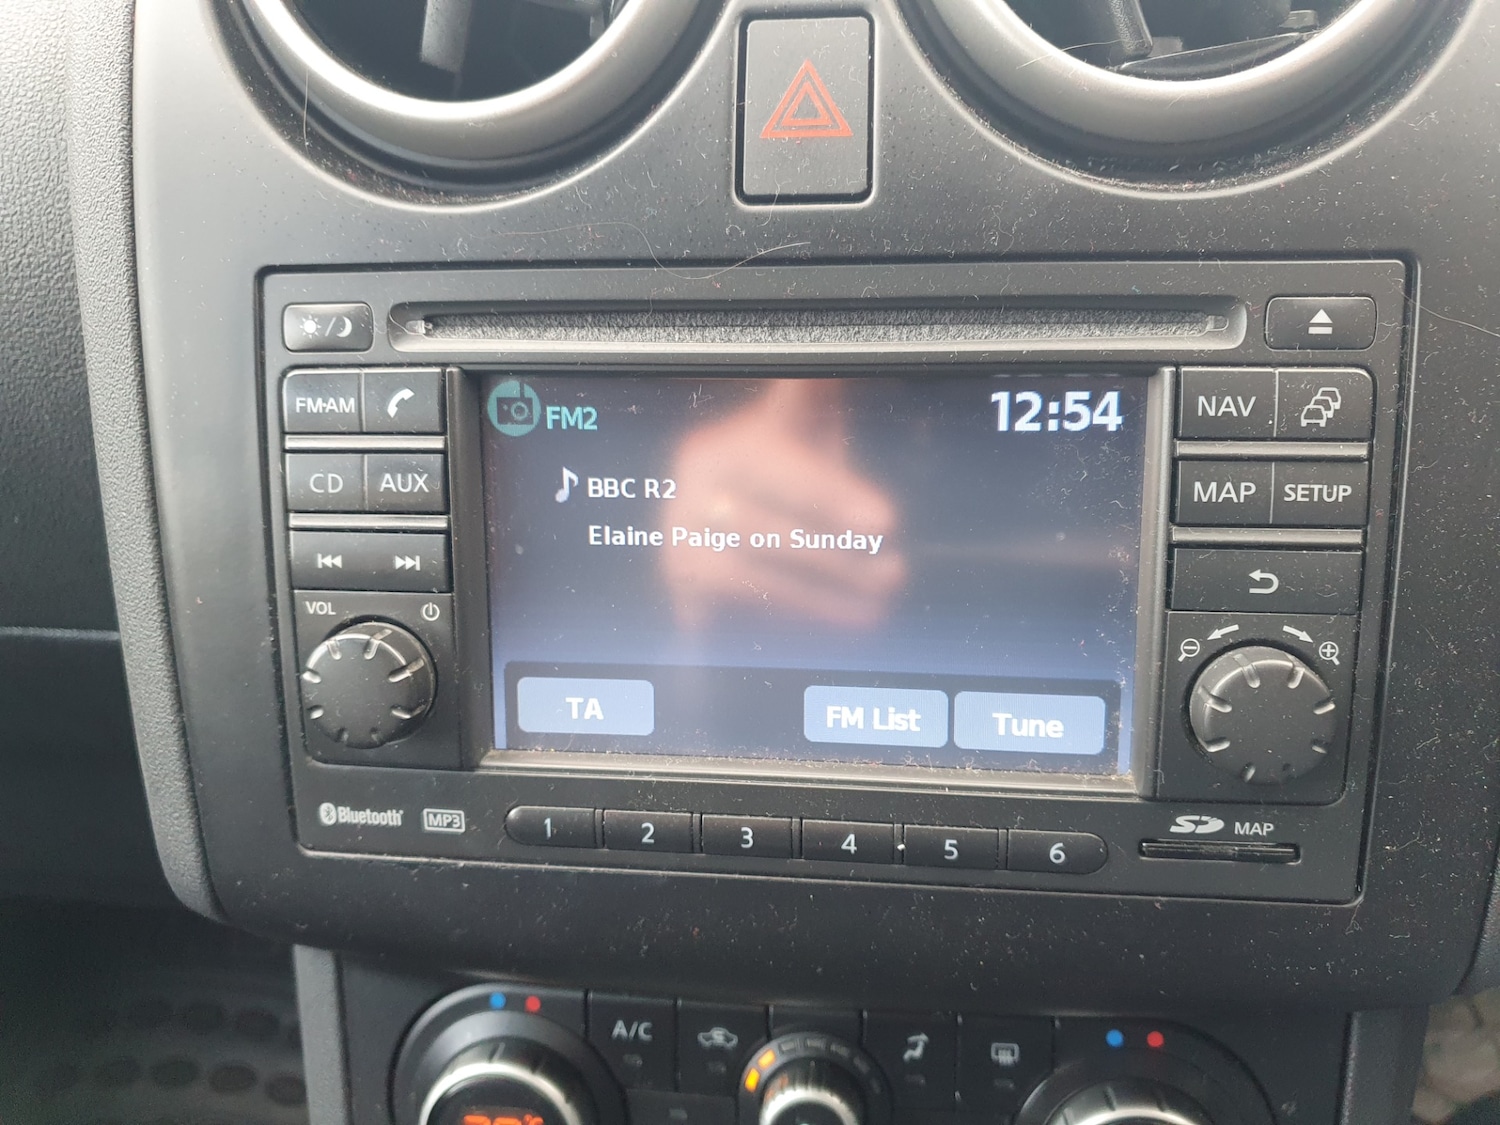 FM·AM
CD AUX
VOL
FM2 12:54
BBC R2
Elaine Paige on Sunday
TA FM List Tune
NAV
MAP SETUP
Bluetooth® MP3 1 2 3 4 5 6 SD MAP
A/C